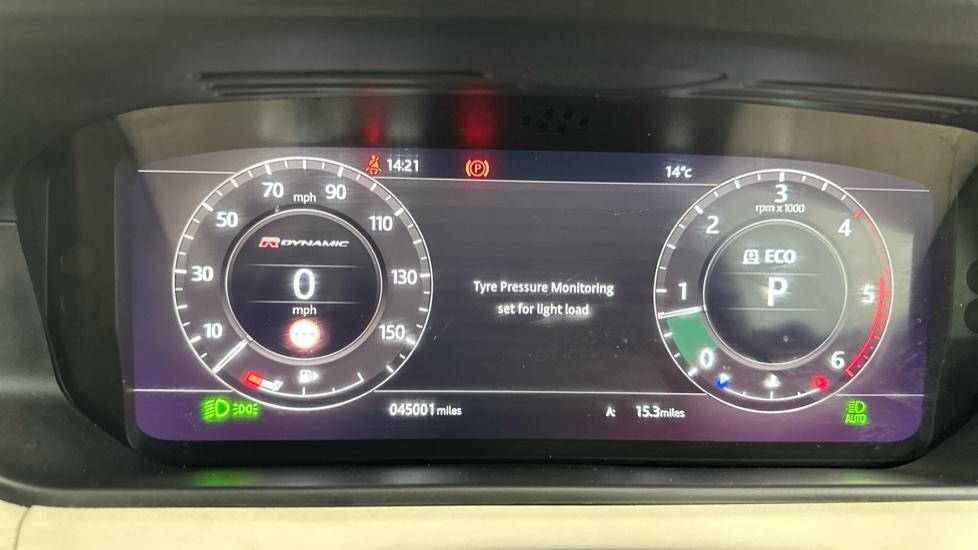 14:21
(P)
14°c
70 mph 90
50
110
R DYNAMIC
30
0
130
mph
10
150
Tyre Pressure Monitoring
set for light load
3
rpm x 1000
2
4
ECO
1
P
5
0
6
045001 miles
A: 15.3 miles
AUTO